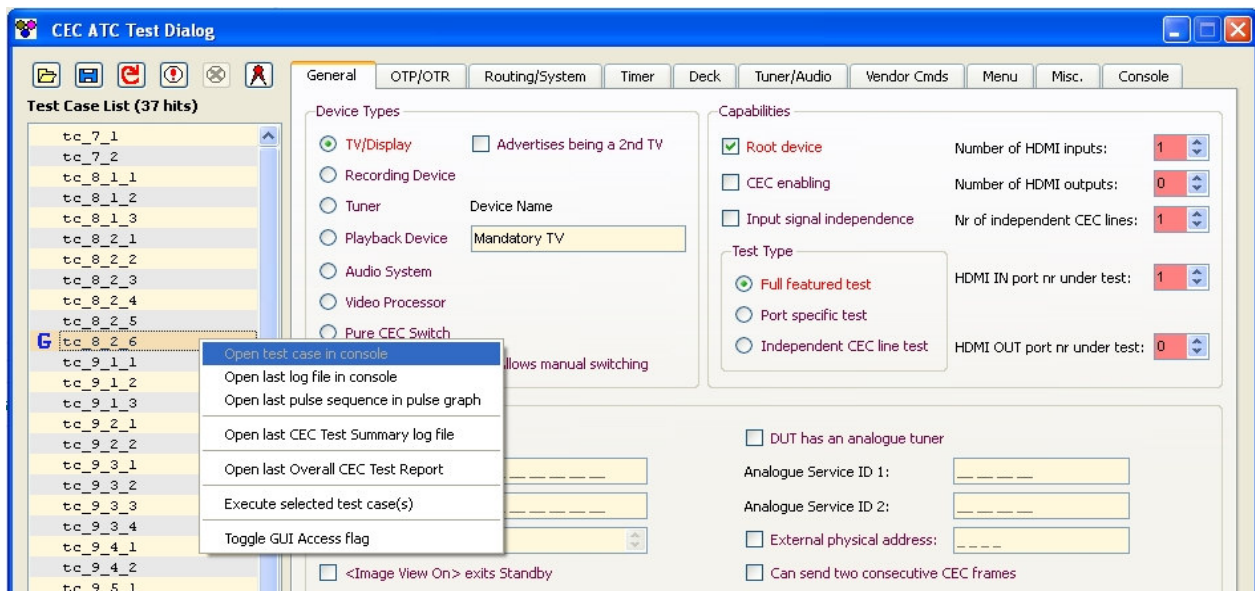 CEC ATC Test Dialog
General OTP/OTR Routing/System Timer Deck Tuner/Audio Vendor Cmds Menu Misc. Console
Test Case List (37 hits)
tc_7_1
tc_7_2
tc_8_1_1
tc_8_1_2
tc_8_1_3
tc_8_2_1
tc_8_2_2
tc_8_2_3
tc_8_2_4
tc_8_2_5
G tc_8_2_6
tc_9_1_1
tc_9_1_2
tc_9_1_3
tc_9_2_1
tc_9_2_2
tc_9_3_1
tc_9_3_2
tc_9_3_3
tc_9_3_4
tc_9_4_1
tc_9_4_2
tc_9_5_1
Open test case in console
Open last log file in console
Open last pulse sequence in pulse graph
Open last CEC Test Summary log file
Open last Overall CEC Test Report
Execute selected test case(s)
Toggle GUI Access flag
Device Types
TV/Display Advertises being a 2nd TV
Recording Device
Tuner Device Name
Playback Device Mandatory TV
Audio System
Video Processor
Pure CEC Switch
llows manual switching
Capabilities
Root device Number of HDMI inputs: 1
CEC enabling Number of HDMI outputs: 0
Input signal independence Nr of independent CEC lines: 1
Test Type
Full featured test HDMI IN port nr under test: 1
Port specific test
Independent CEC line test HDMI OUT port nr under test: 0
DUT has an analogue tuner
Analogue Service ID 1: __ __ __ __
Analogue Service ID 2: __ __ __ __
External physical address: _ _ _ _
<Image View On> exits Standby Can send two consecutive CEC frames